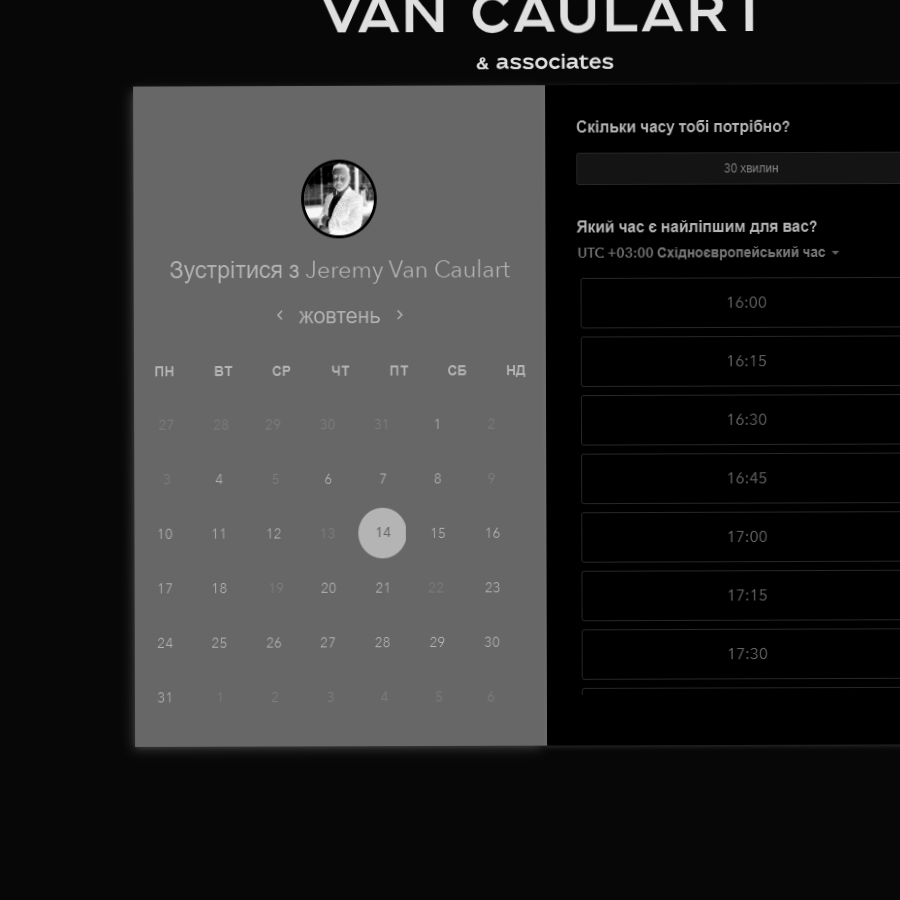 VAN CAULART
& associates
Зустрітися з Jeremy Van Caulart
жовтень
ПН ВТ СР ЧТ ПТ СБ НД
27 28 29 30 31 1 2
3 4 5 6 7 8 9
10 11 12 13 14 15 16
17 18 19 20 21 22 23
24 25 26 27 28 29 30
31 1 2 3 4 5 6
Скільки часу тобі потрібно?
30 хвилин
Який час є найліпшим для вас?
UTC +03:00 Східноєвропейський час
16:00
16:15
16:30
16:45
17:00
17:15
17:30